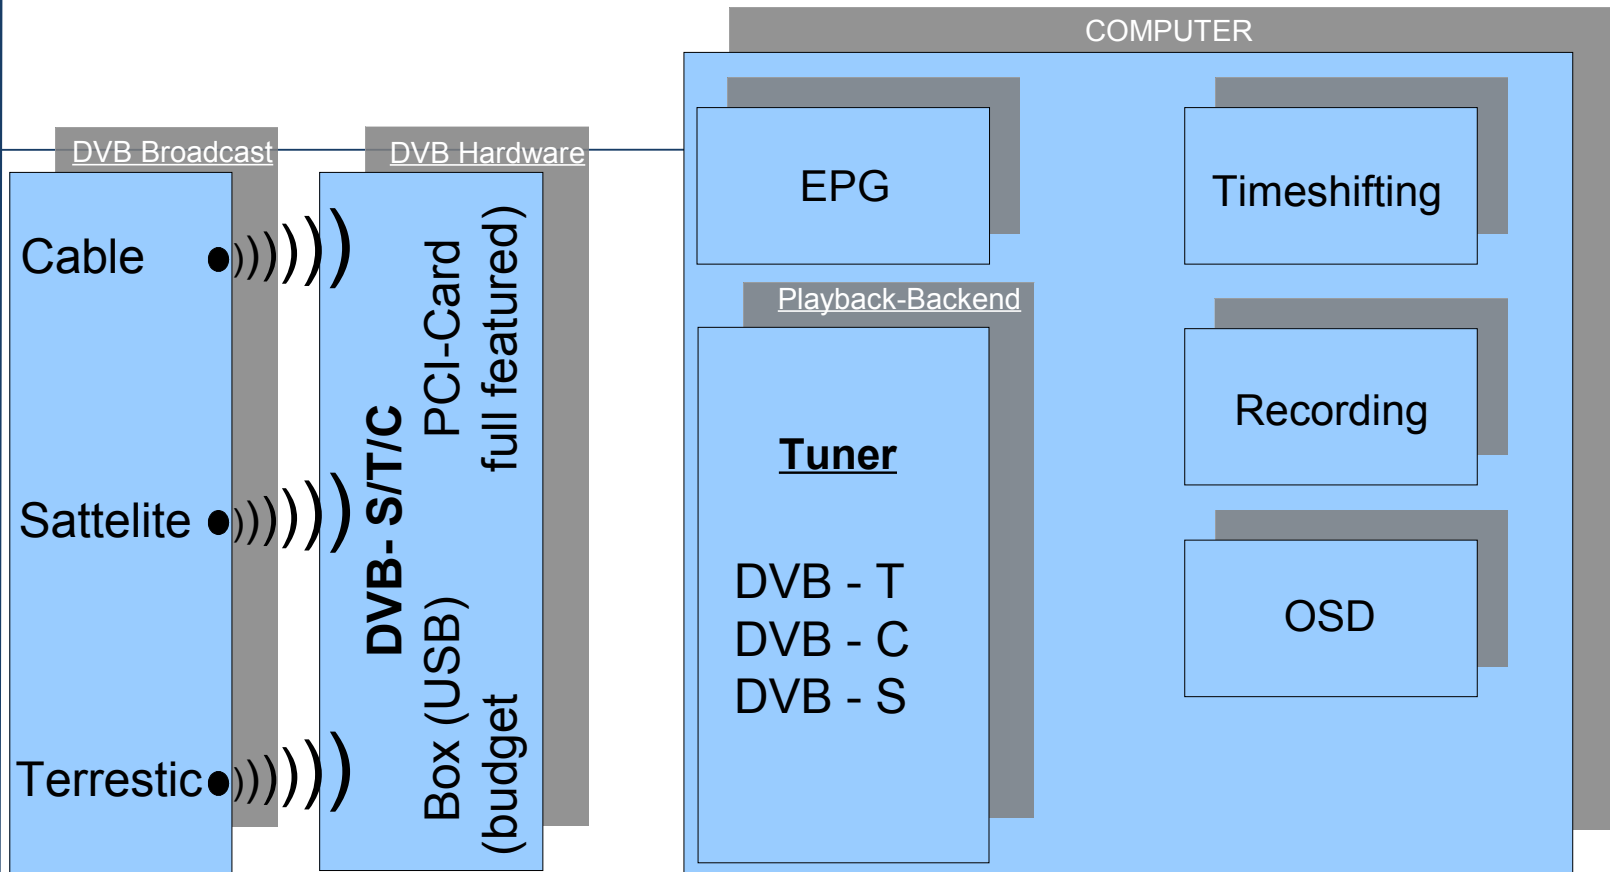 COMPUTER
DVB Broadcast
Cable
Sattelite
Terrestic
DVB Hardware
DVB- S/T/C
Box (USB) PCI-Card
(budget full featured)
EPG
Playback-Backend
Tuner
DVB - T
DVB - C
DVB - S
Timeshifting
Recording
OSD